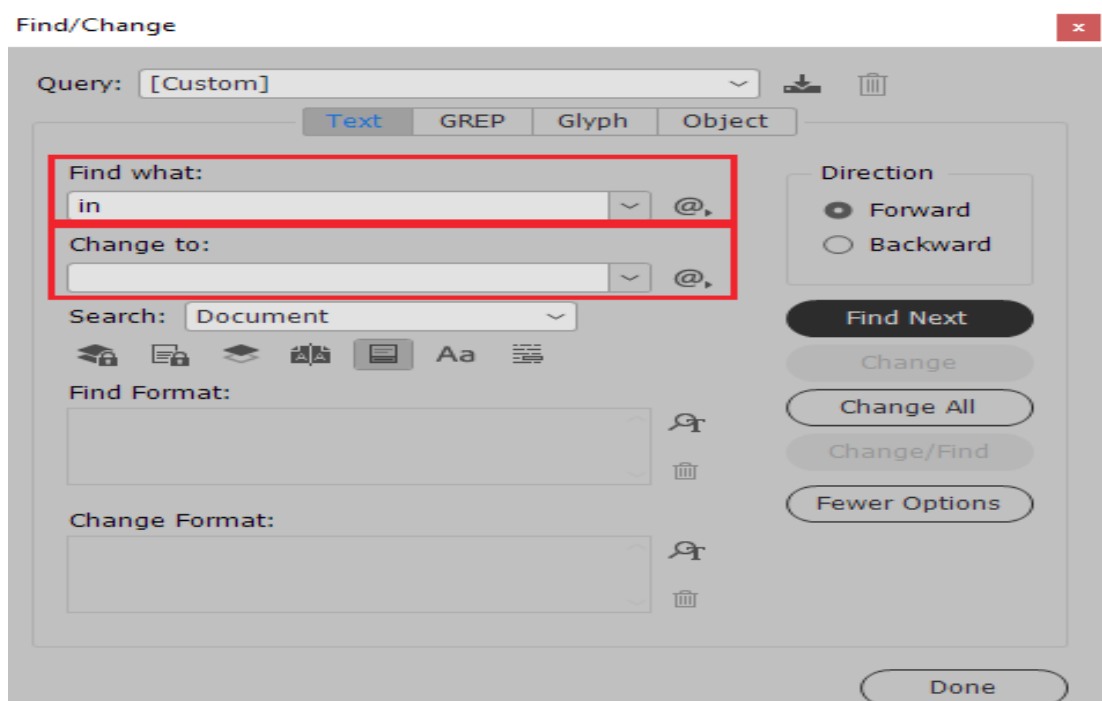 Find/Change
Query: [Custom]
Text GREP Glyph Object
Find what:
in
Change to:
Search: Document
Aa
Find Format:
Change Format:
Direction
Forward
Backward
Find Next
Change
Change All
Change/Find
Fewer Options
Done